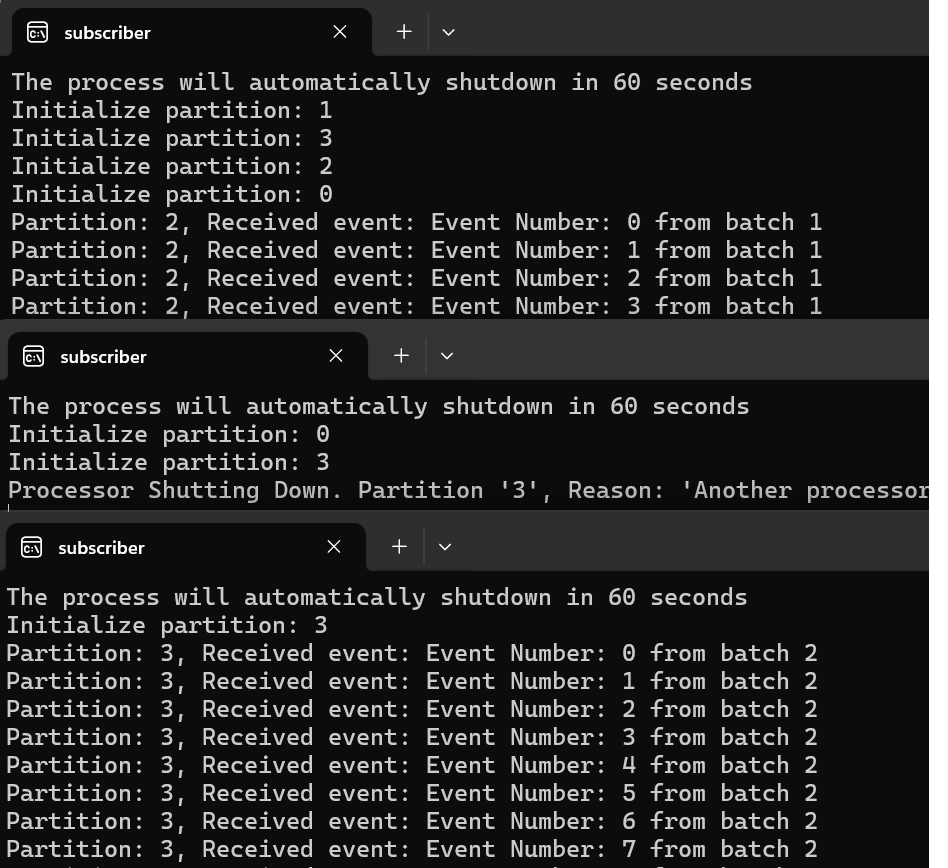 subscriber
The process will automatically shutdown in 60 seconds
Initialize partition: 1
Initialize partition: 3
Initialize partition: 2
Initialize partition: 0
Partition: 2, Received event: Event Number: 0 from batch 1
Partition: 2, Received event: Event Number: 1 from batch 1
Partition: 2, Received event: Event Number: 2 from batch 1
Partition: 2, Received event: Event Number: 3 from batch 1
subscriber
The process will automatically shutdown in 60 seconds
Initialize partition: 0
Initialize partition: 3
Processor Shutting Down. Partition '3', Reason: 'Another processor
subscriber
The process will automatically shutdown in 60 seconds
Initialize partition: 3
Partition: 3, Received event: Event Number: 0 from batch 2
Partition: 3, Received event: Event Number: 1 from batch 2
Partition: 3, Received event: Event Number: 2 from batch 2
Partition: 3, Received event: Event Number: 3 from batch 2
Partition: 3, Received event: Event Number: 4 from batch 2
Partition: 3, Received event: Event Number: 5 from batch 2
Partition: 3, Received event: Event Number: 6 from batch 2
Partition: 3, Received event: Event Number: 7 from batch 2